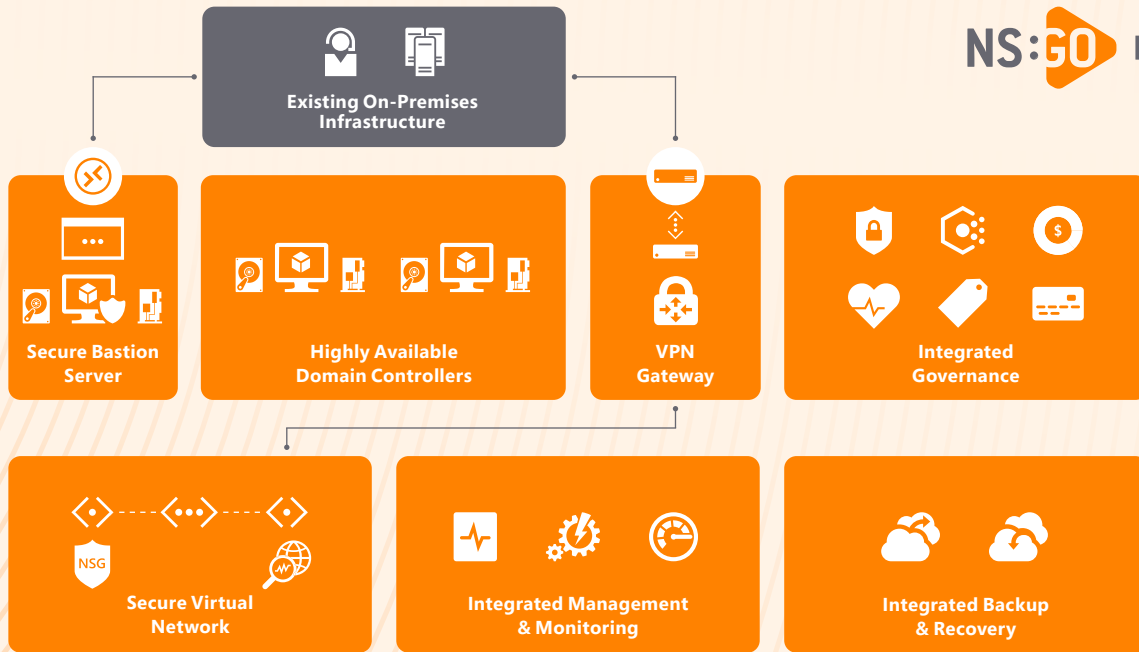 NS:GO
Existing On-Premises
Infrastructure
Secure Bastion
Server
Highly Available
Domain Controllers
VPN
Gateway
$
Integrated
Governance
NSG
Secure Virtual
Network
Integrated Management
& Monitoring
Integrated Backup
& Recovery